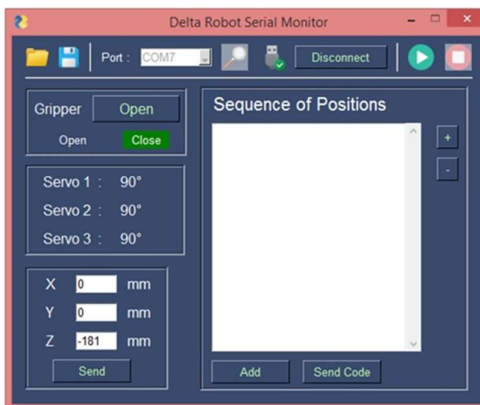 Delta Robot Serial Monitor
Port : COM7 Disconnect
Gripper Open
Open Close
Servo 1 : 90°
Servo 2 : 90°
Servo 3 : 90°
X 0 mm
Y 0 mm
Z -181 mm
Send
Sequence of Positions
+
-
Add Send Code